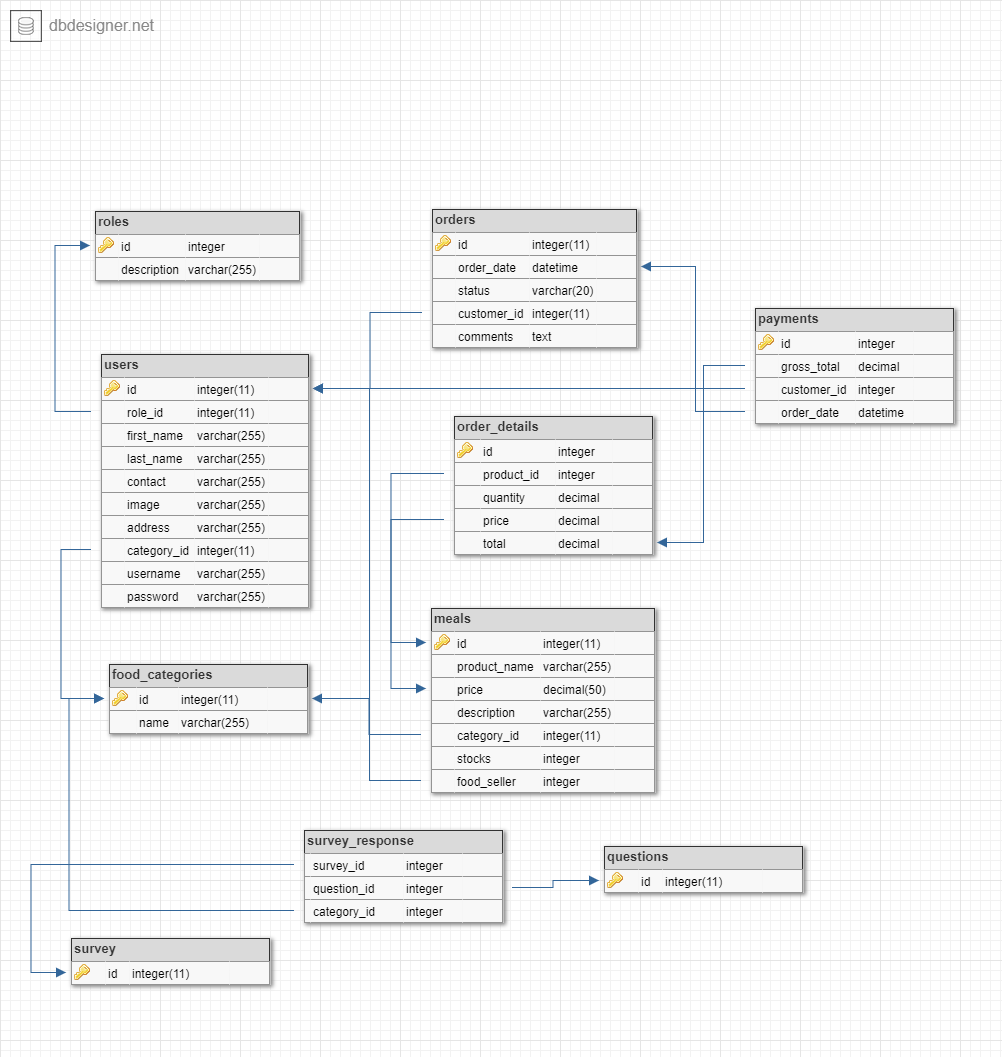 dbdesigner.net
roles
id integer
description varchar(255)
orders
id integer(11)
order_date datetime
status varchar(20)
customer_id integer(11)
comments text
payments
id integer
gross_total decimal
customer_id integer
order_date datetime
users
id integer(11)
role_id integer(11)
first_name varchar(255)
last_name varchar(255)
contact varchar(255)
image varchar(255)
address varchar(255)
category_id integer(11)
username varchar(255)
password varchar(255)
order_details
id integer
product_id integer
quantity decimal
price decimal
total decimal
meals
id integer(11)
product_name varchar(255)
price decimal(50)
description varchar(255)
category_id integer(11)
stocks integer
food_seller integer
food_categories
id integer(11)
name varchar(255)
survey_response
survey_id integer
question_id integer
category_id integer
questions
id integer(11)
survey
id integer(11)